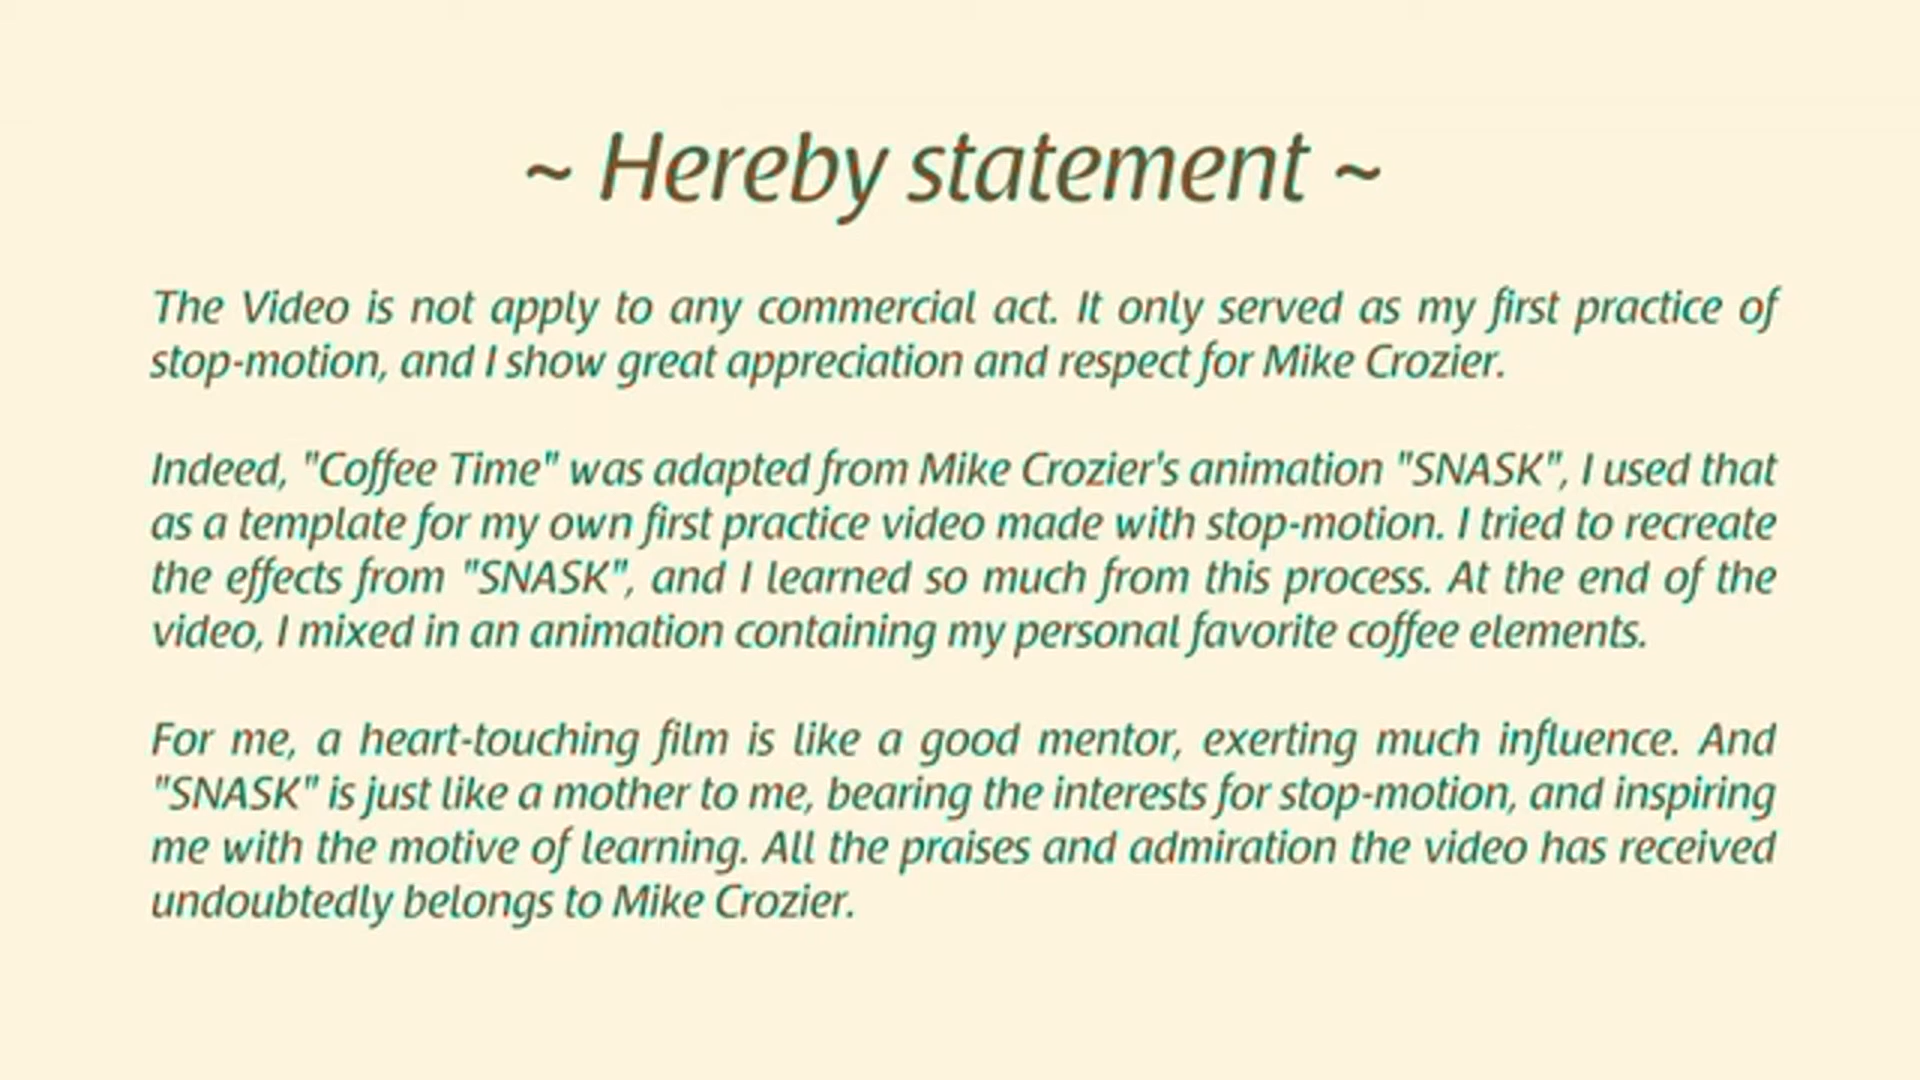 ~ Hereby statement ~
The Video is not apply to any commercial act. It only served as my first practice of
stop-motion, and I show great appreciation and respect for Mike Crozier.
Indeed, "Coffee Time" was adapted from Mike Crozier's animation "SNASK", I used that
as a template for my own first practice video made with stop-motion. I tried to recreate
the effects from "SNASK", and I learned so much from this process. At the end of the
video, I mixed in an animation containing my personal favorite coffee elements.
For me, a heart-touching film is like a good mentor, exerting much influence. And
"SNASK" is just like a mother to me, bearing the interests for stop-motion, and inspiring
me with the motive of learning. All the praises and admiration the video has received
undoubtedly belongs to Mike Crozier.